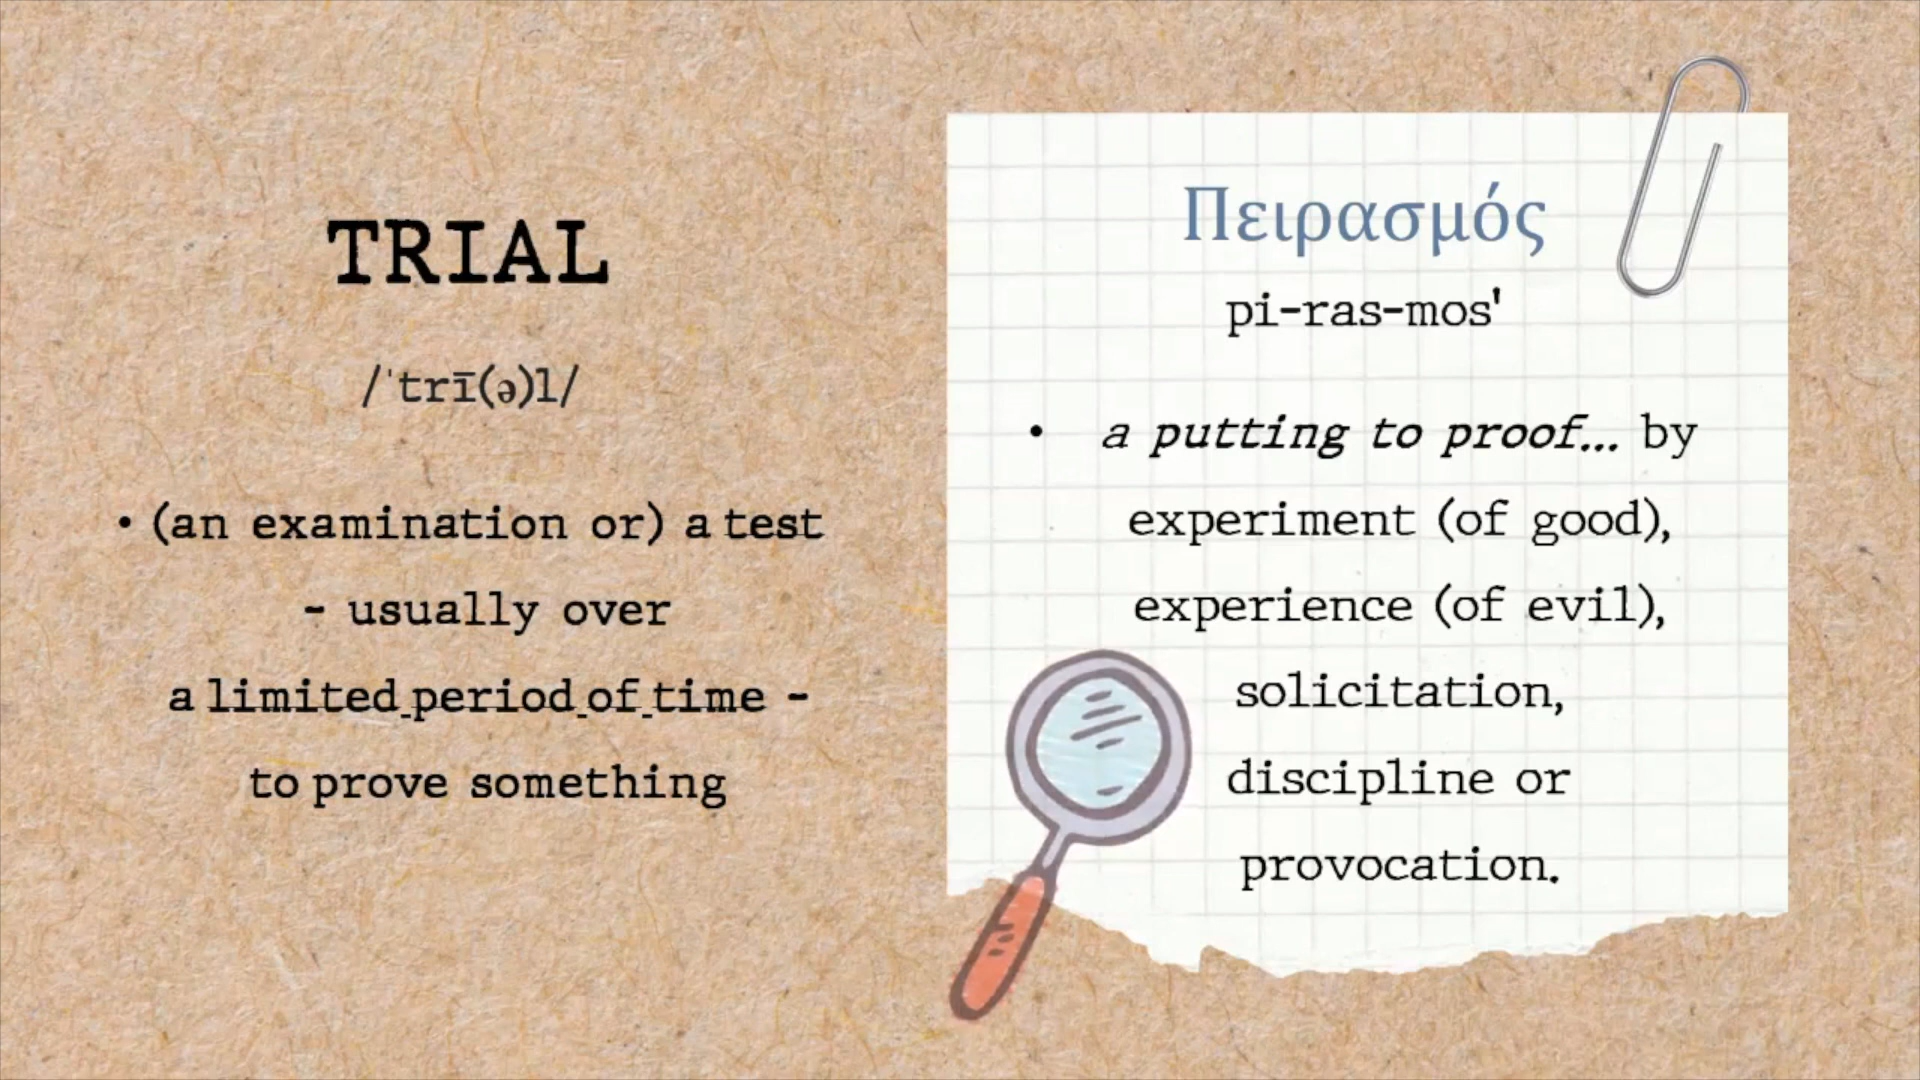 TRIAL
/ˈtrī(ə)l/
• (an examination or) a test
- usually over
a limited period of time -
to prove something
Πειρασμός
pi-ras-mos'
• a putting to proof... by
experiment (of good),
experience (of evil),
solicitation,
discipline or
provocation.